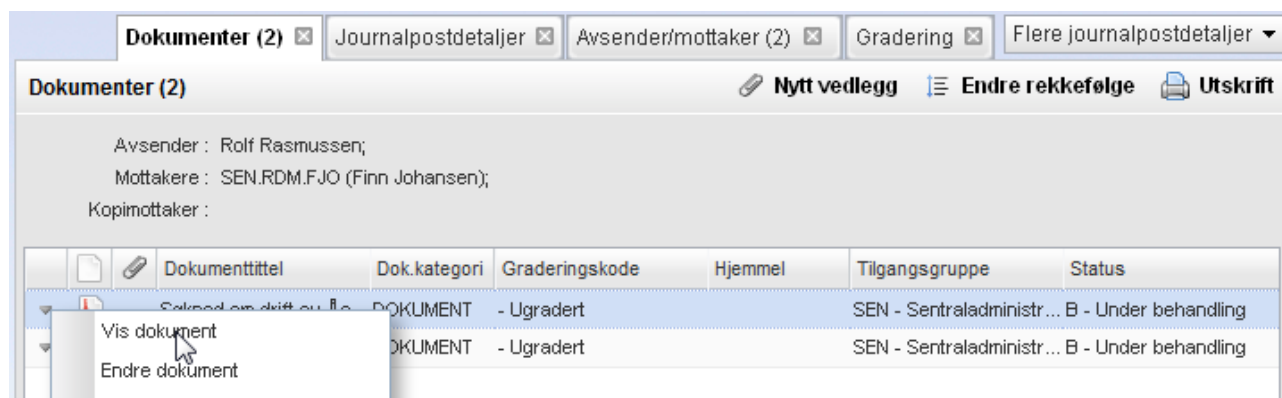 Dokumenter (2) Journalpostdetaljer Avsender/mottaker (2) Gradering Flere journalpostdetaljer
Dokumenter (2) Nytt vedlegg Endre rekkefølge Utskrift
Avsender : Rolf Rasmussen;
Mottakere : SEN.RDM.FJO (Finn Johansen);
Kopimottaker :
Dokumenttittel Dok.kategori Graderingskode Hjemmel Tilgangsgruppe Status
DOKUMENT - Ugradert SEN - Sentraladministr... B - Under behandling
Vis dokument
- Ugradert SEN - Sentraladministr... B - Under behandling
Endre dokument